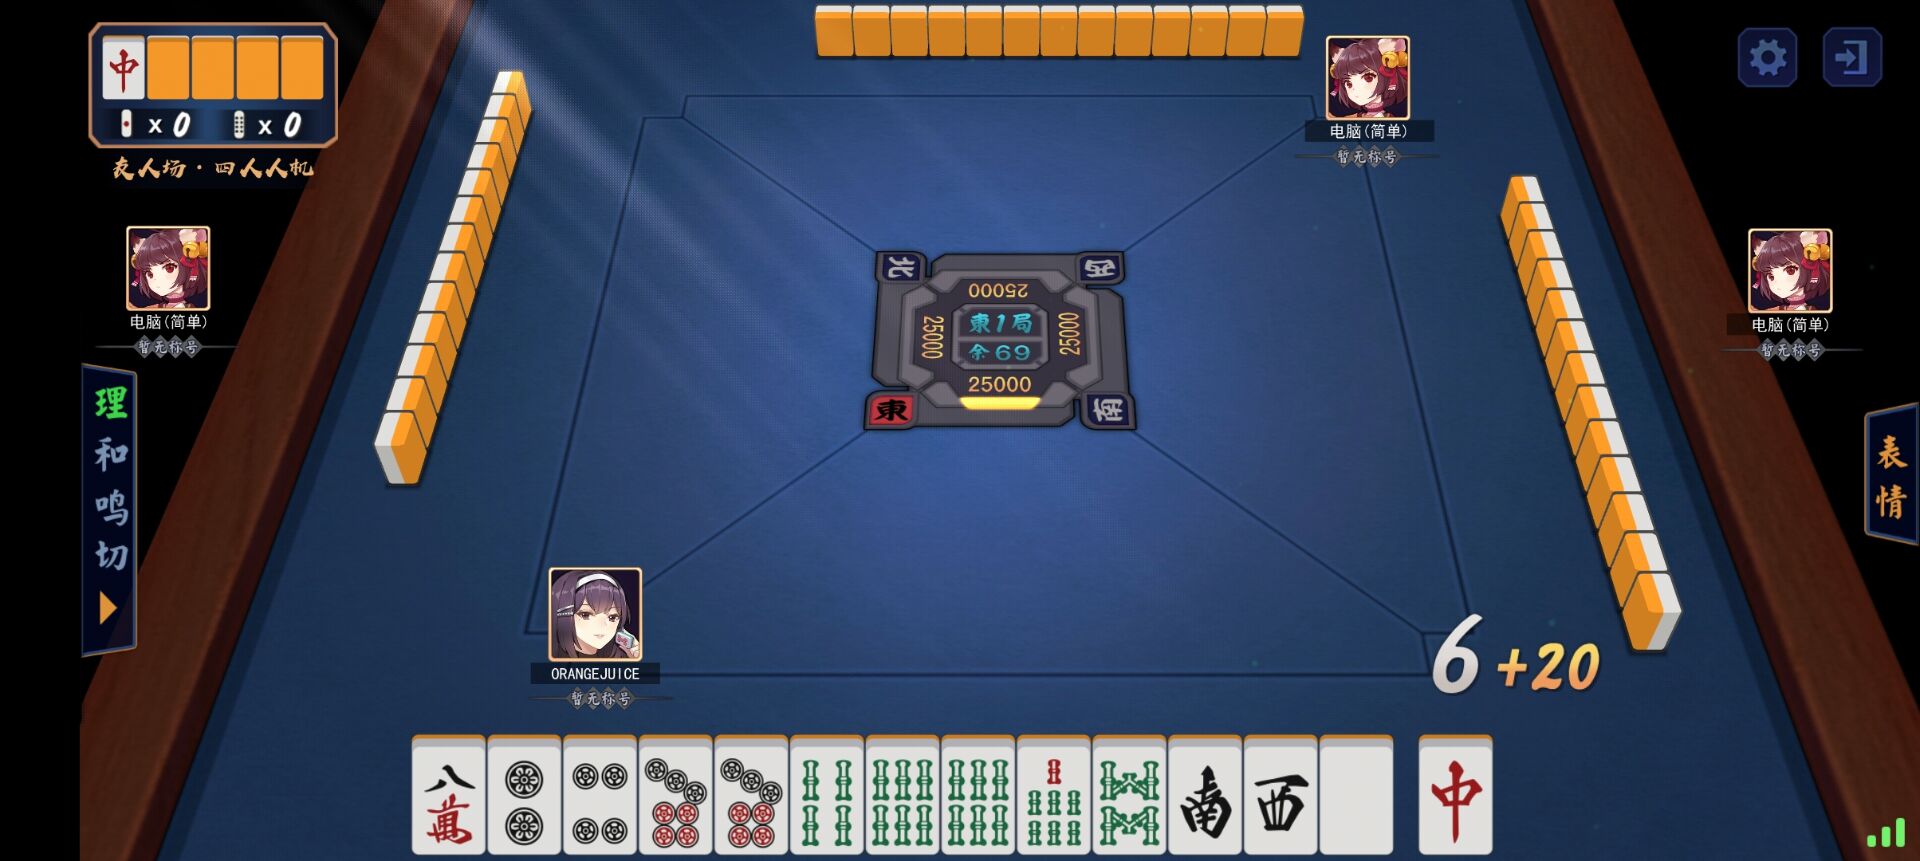 中
x 0 x 0
友人场·四人人机
电脑(简单)
暂无称号
电脑(简单)
暂无称号
电脑(简单)
暂无称号
理
和
鸣
切
北
西
25000
25000
東1局
余69
25000
25000
東
南
表
情
ORANGEJUICE
暂无称号
6 +20
八萬 南 西 中